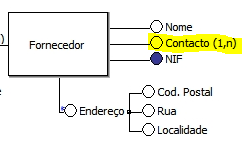 Nome
)
Fornecedor
Contacto (1,n)
NIF
Cod. Postal
Endereço
Rua
Localidade